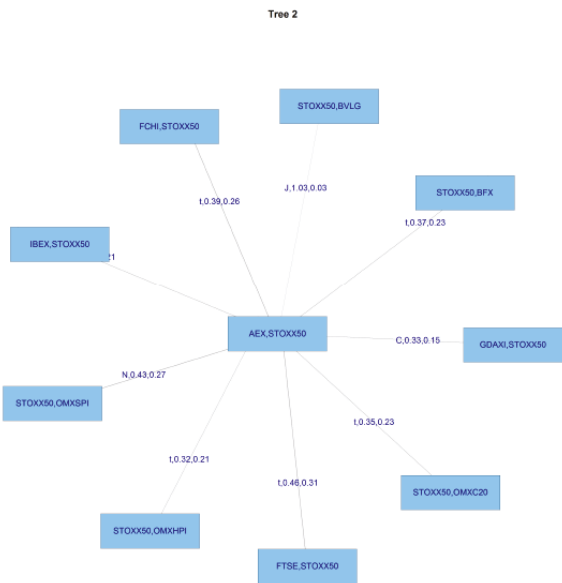 Tree 2
STOXX50,BVLG
FCHI,STOXX50
J,1.03,0.03
STOXX50,BFX
t,0.39,0.26
t,0.37,0.23
IBEX,STOXX50
AEX,STOXX50
C,0.33,0.15
GDAXI,STOXX50
N,0.43,0.27
STOXX50,OMXSPI
t,0.35,0.23
t,0.32,0.21
t,0.46,0.31
STOXX50,OMXC20
STOXX50,OMXHPI
FTSE,STOXX50